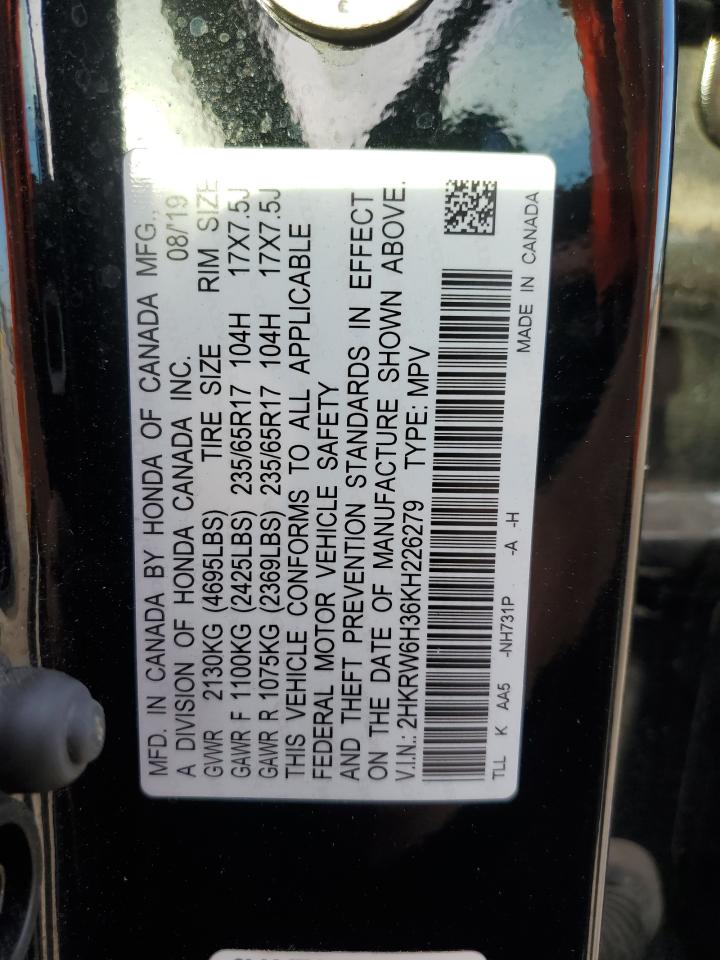 MFD. IN CANADA BY HONDA OF CANADA MFG.,
A DIVISION OF HONDA CANADA INC. 08/19
GVWR 2130KG (4695LBS) TIRE SIZE RIM SIZE
GAWR F 1100KG (2425LBS) 235/65R17 104H 17X7.5J
GAWR R 1075KG (2369LBS) 235/65R17 104H 17X7.5J
THIS VEHICLE CONFORMS TO ALL APPLICABLE
FEDERAL MOTOR VEHICLE SAFETY
AND THEFT PREVENTION STANDARDS IN EFFECT
ON THE DATE OF MANUFACTURE SHOWN ABOVE.
V.I.N.: 2HKRW6H36KH226279 TYPE: MPV
TLL K AA5 -NH731P -A -H MADE IN CANADA